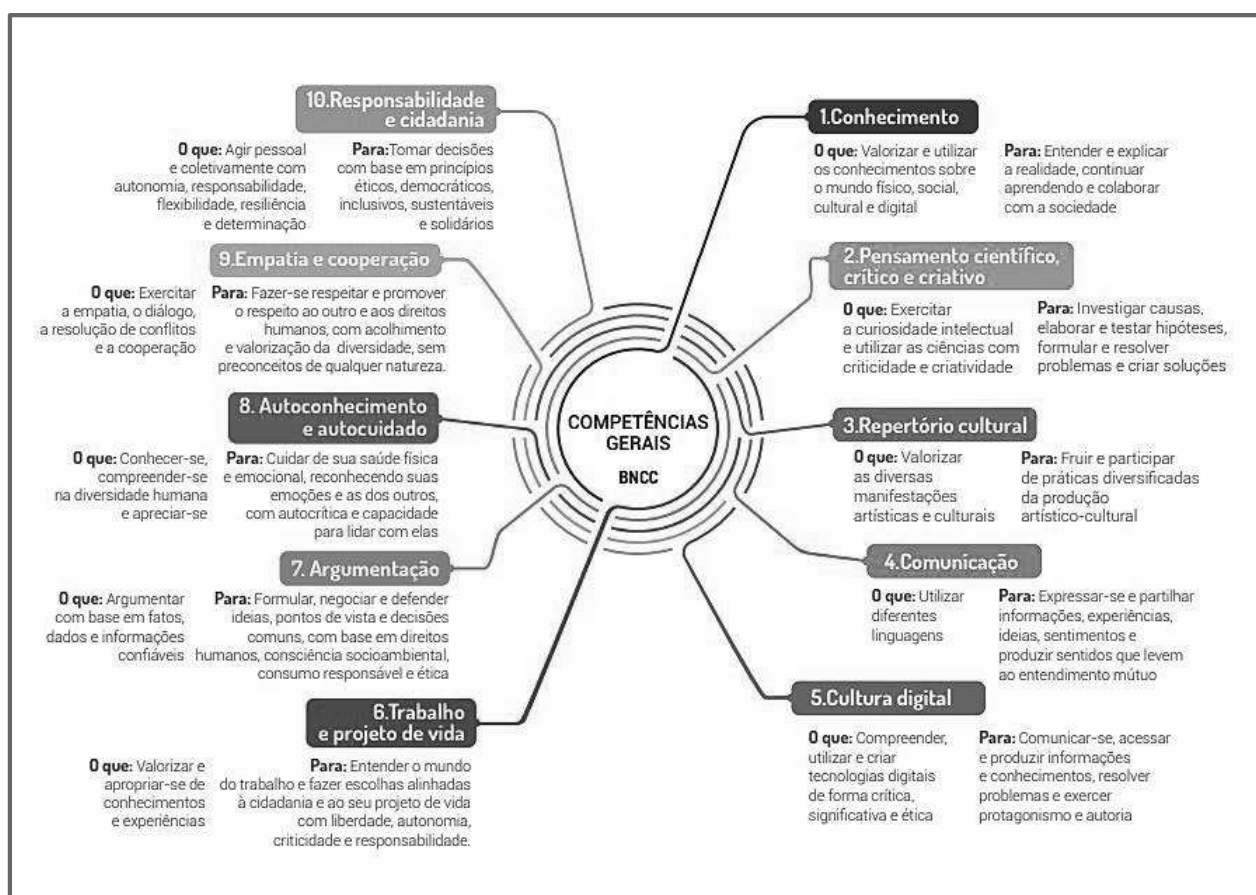 COMPETÊNCIAS
GERAIS
BNCC
1.Conhecimento
O que: Valorizar e utilizar
os conhecimentos sobre
o mundo físico, social,
cultural e digital
Para: Entender e explicar
a realidade, continuar
aprendendo e colaborar
com a sociedade
2.Pensamento científico,
crítico e criativo
O que: Exercitar
a curiosidade intelectual
e utilizar as ciências com
criticidade e criatividade
Para: Investigar causas,
elaborar e testar hipóteses,
formular e resolver
problemas e criar soluções
3.Repertório cultural
O que: Valorizar
as diversas
manifestações
artísticas e culturais
Para: Fruir e participar
de práticas diversificadas
da produção
artístico-cultural
4.Comunicação
O que: Utilizar
diferentes
linguagens
Para: Expressar-se e partilhar
informações, experiências,
ideias, sentimentos e
produzir sentidos que levem
ao entendimento mútuo
5.Cultura digital
O que: Compreender,
utilizar e criar
tecnologias digitais
de forma crítica,
significativa e ética
Para: Comunicar-se, acessar
e produzir informações
e conhecimentos, resolver
problemas e exercer
protagonismo e autoria
6.Trabalho
e projeto de vida
O que: Valorizar e
apropriar-se de
conhecimentos
e experiências
Para: Entender o mundo
do trabalho e fazer escolhas alinhadas
à cidadania e ao seu projeto de vida
com liberdade, autonomia,
criticidade e responsabilidade.
7. Argumentação
O que: Argumentar
com base em fatos,
dados e informações
confiáveis
Para: Formular, negociar e defender
ideias, pontos de vista e decisões
comuns, com base em direitos
humanos, consciência socioambiental,
consumo responsável e ética
8. Autoconhecimento
e autocuidado
O que: Conhecer-se,
compreender-se
na diversidade humana
e apreciar-se
Para: Cuidar de sua saúde física
e emocional, reconhecendo suas
emoções e as dos outros,
com autocrítica e capacidade
para lidar com elas
9.Empatia e cooperação
O que: Exercitar
a empatia, o diálogo,
a resolução de conflitos
e a cooperação
Para: Fazer-se respeitar e promover
o respeito ao outro e aos direitos
humanos, com acolhimento
e valorização da diversidade, sem
preconceitos de qualquer natureza.
10.Responsabilidade
e cidadania
O que: Agir pessoal
e coletivamente com
autonomia, responsabilidade,
flexibilidade, resiliência
e determinação
Para:Tomar decisões
com base em princípios
éticos, democráticos,
inclusivos, sustentáveis
e solidários